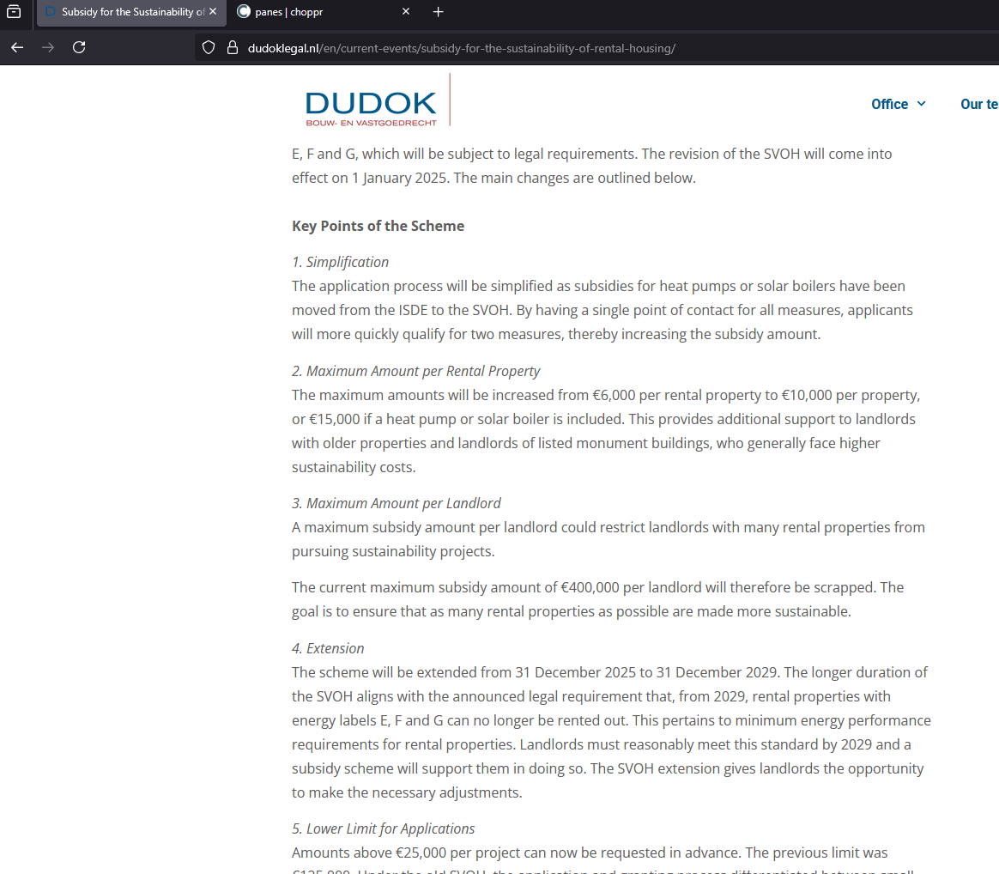 Subsidy for the Sustainability of
panes | choppr
dudoklegal.nl/en/current-events/subsidy-for-the-sustainability-of-rental-housing/
DUDOK
BOUW- EN VASTGOEDRECHT
Office
Our te
E, F and G, which will be subject to legal requirements. The revision of the SVOH will come into
effect on 1 January 2025. The main changes are outlined below.
Key Points of the Scheme
1. Simplification
The application process will be simplified as subsidies for heat pumps or solar boilers have been
moved from the ISDE to the SVOH. By having a single point of contact for all measures, applicants
will more quickly qualify for two measures, thereby increasing the subsidy amount.
2. Maximum Amount per Rental Property
The maximum amounts will be increased from €6,000 per rental property to €10,000 per property,
or €15,000 if a heat pump or solar boiler is included. This provides additional support to landlords
with older properties and landlords of listed monument buildings, who generally face higher
sustainability costs.
3. Maximum Amount per Landlord
A maximum subsidy amount per landlord could restrict landlords with many rental properties from
pursuing sustainability projects.
The current maximum subsidy amount of €400,000 per landlord will therefore be scrapped. The
goal is to ensure that as many rental properties as possible are made more sustainable.
4. Extension
The scheme will be extended from 31 December 2025 to 31 December 2029. The longer duration of
the SVOH aligns with the announced legal requirement that, from 2029, rental properties with
energy labels E, F and G can no longer be rented out. This pertains to minimum energy performance
requirements for rental properties. Landlords must reasonably meet this standard by 2029 and a
subsidy scheme will support them in doing so. The SVOH extension gives landlords the opportunity
to make the necessary adjustments.
5. Lower Limit for Applications
Amounts above €25,000 per project can now be requested in advance. The previous limit was
€125,000. Under the old SVOH, the application and granting process differentiated between small